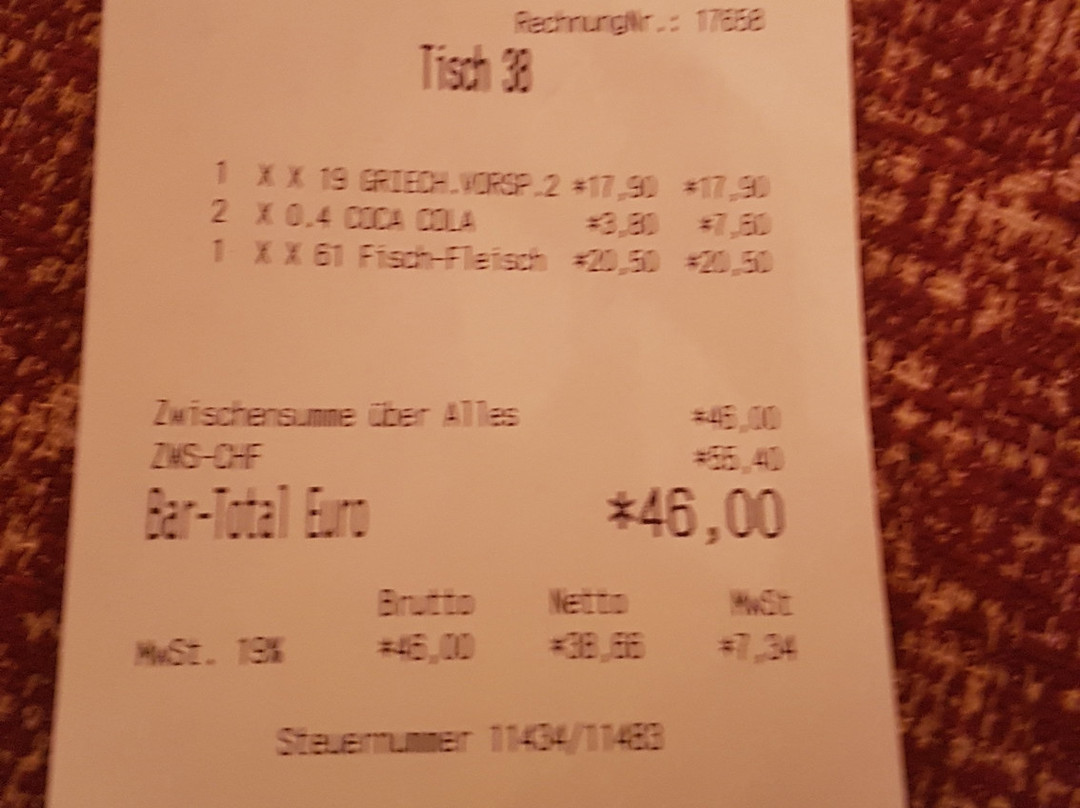 RechnungNr.: 17658
Tisch 38
1 X X 19 GRIECH.VORSP.2 *17,90 *17,90
2 X 0.4 COCA COLA *3,80 *7,60
1 X X 61 Fisch-Fleisch *20,50 *20,50
Zwischensumme über Alles *46,00
ZWS-CHF *55,40
Bar-Total Euro *46,00
Brutto Netto MwSt
MwSt. 19% *46,00 *38,66 *7,34
Steuernummer 11434/11483